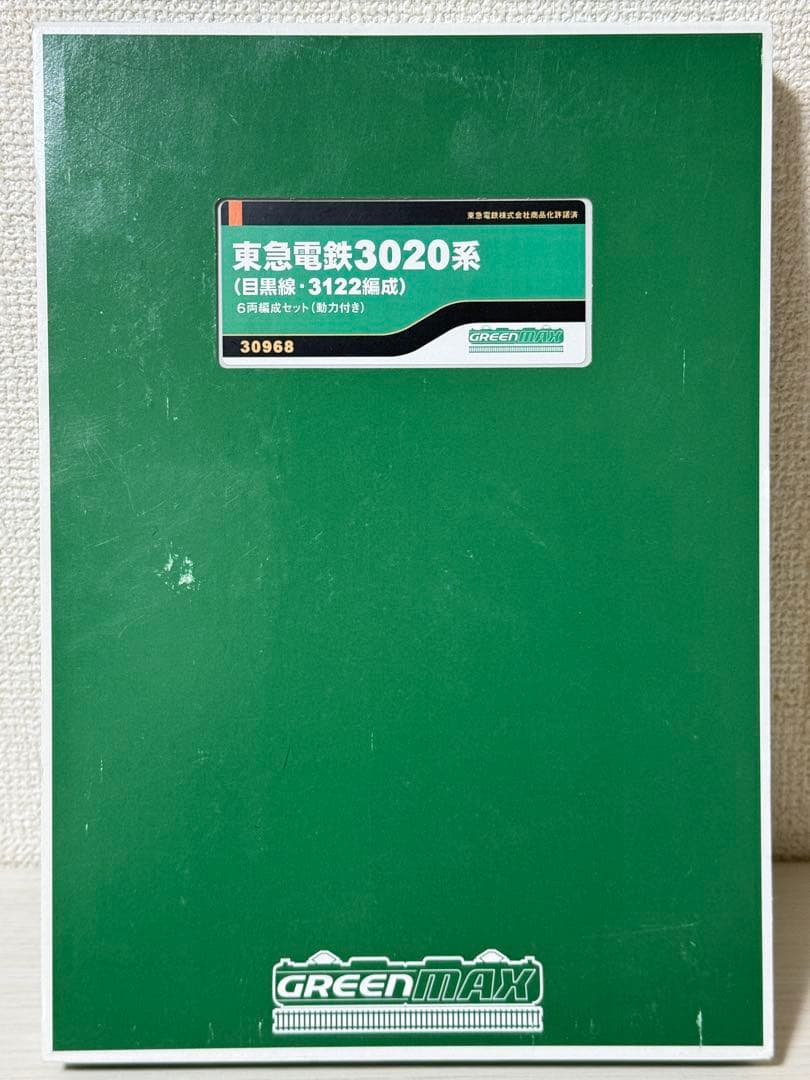 東急電鉄株式会社商品化許諾済
東急電鉄3020系
(目黒線・3122編成)
6両編成セット(動力付き)
30968
GREENMAX
GREENMAX